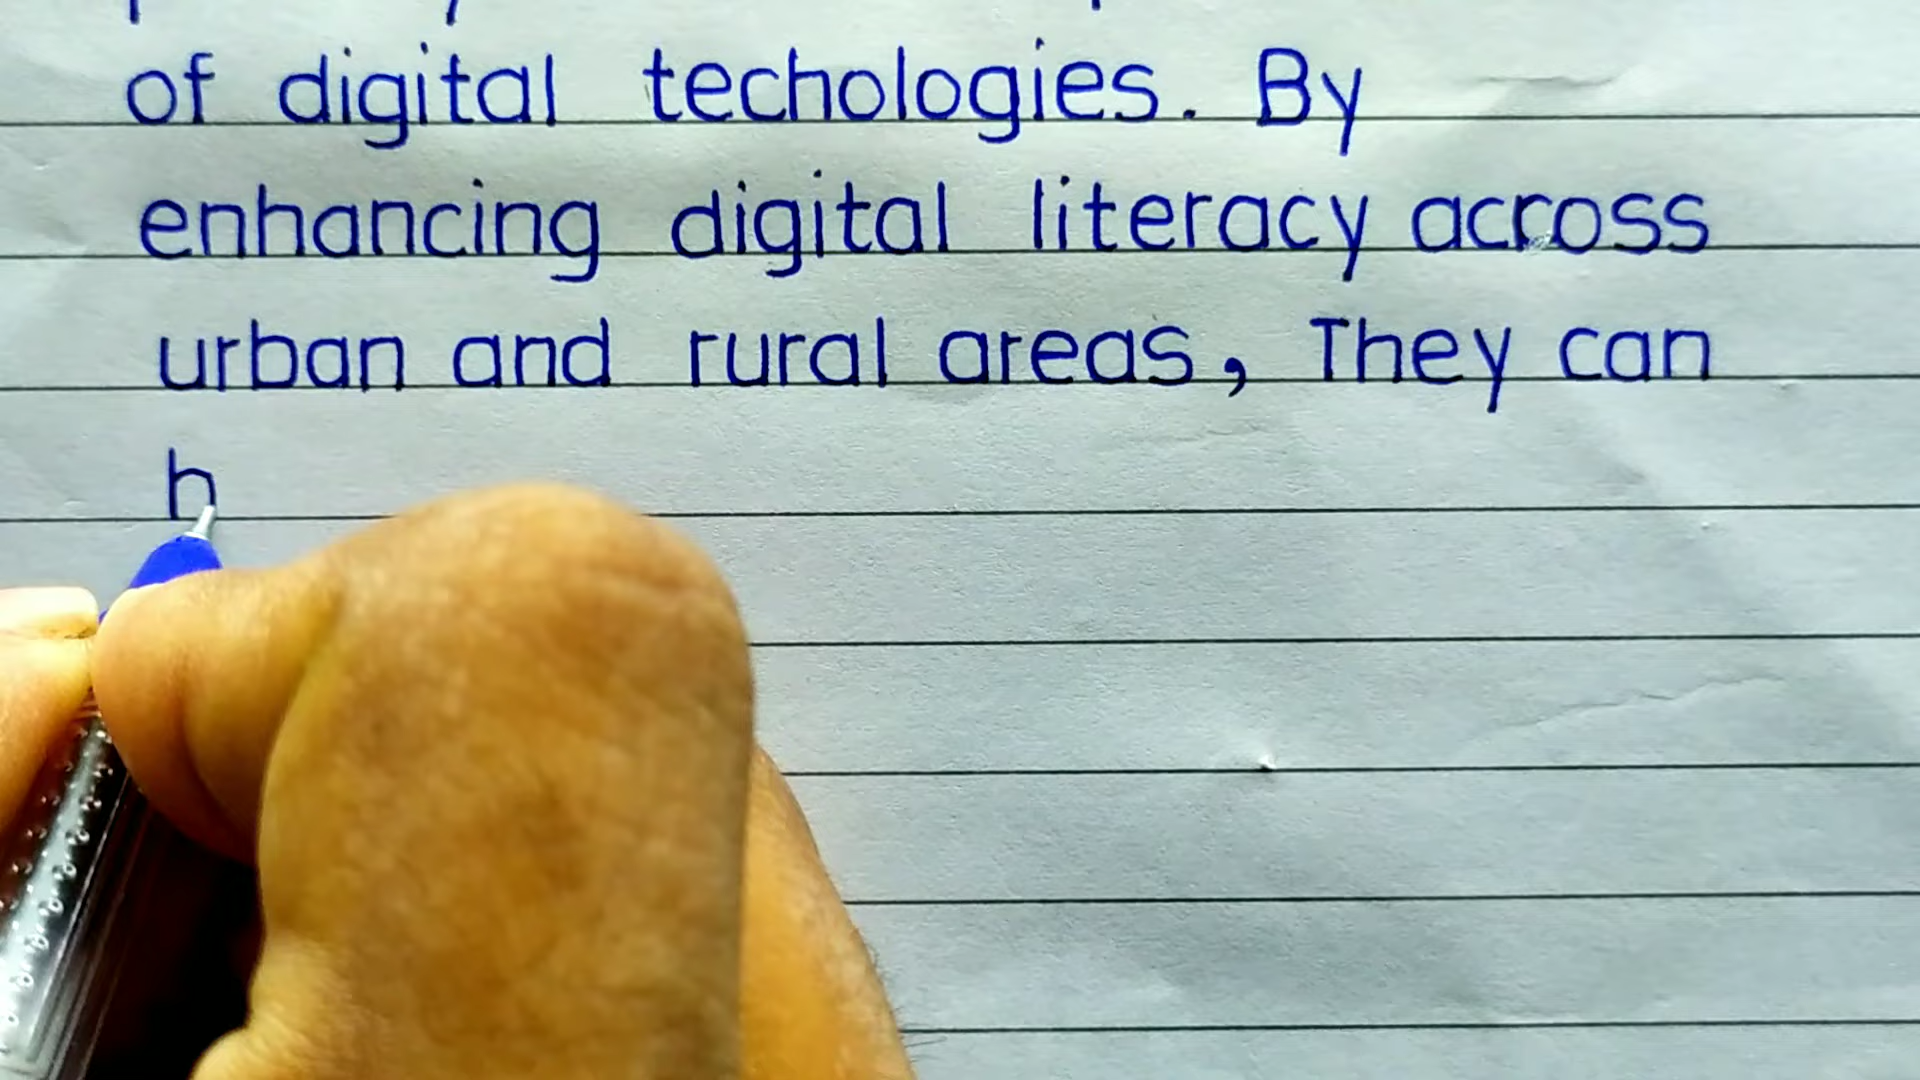 of digital techologies. By
enhancing digital literacy across
urban and rural areas, They can
h